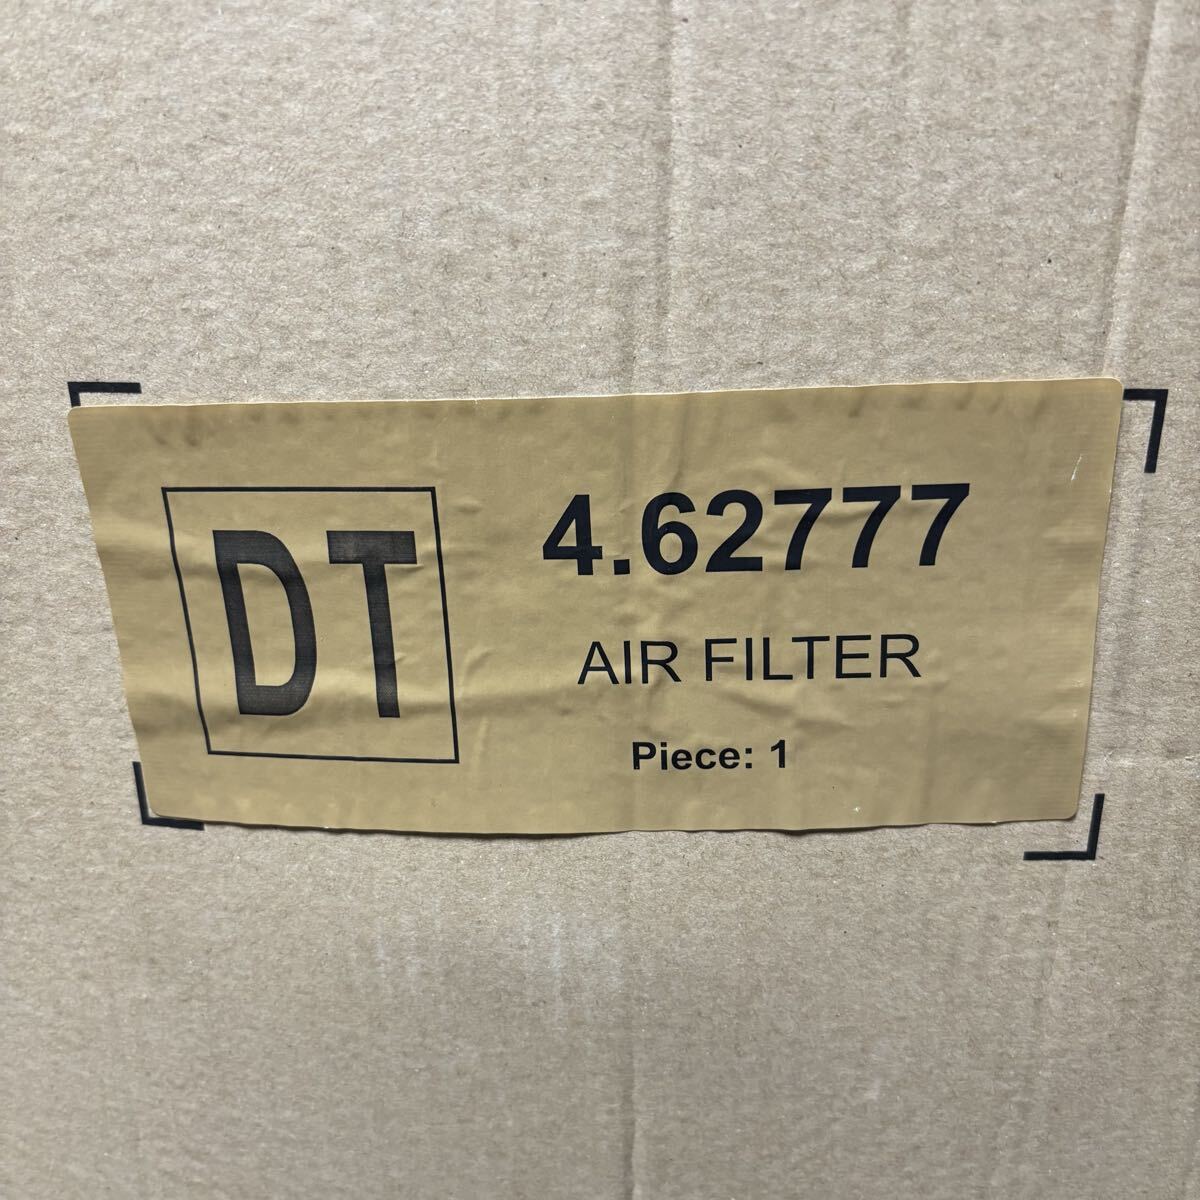 DT
4.62777
AIR FILTER
Piece: 1